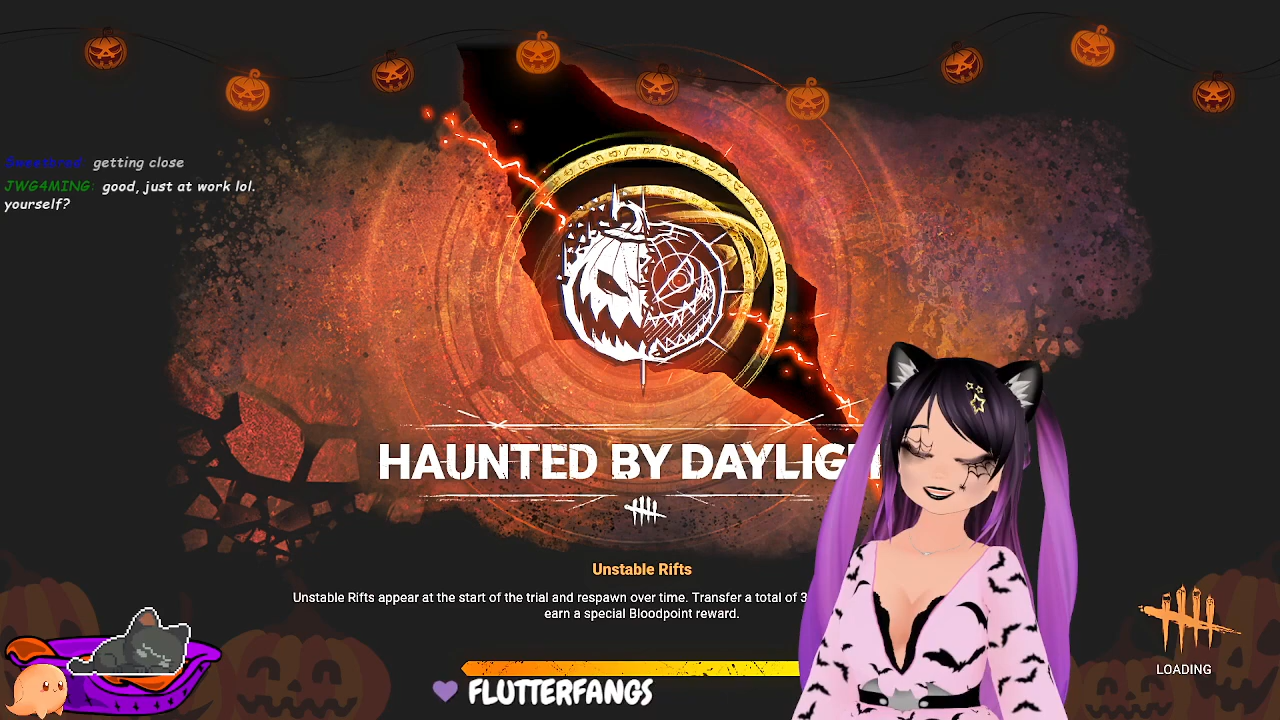 getting close
JWG4MING: good, just at work lol.
yourself?
HAUNTED BY DAYLIGH
Unstable Rifts
Unstable Rifts appear at the start of the trial and respawn over time. Transfer a total of 3
earn a special Bloodpoint reward.
LOADING
FLUTTERFANGS